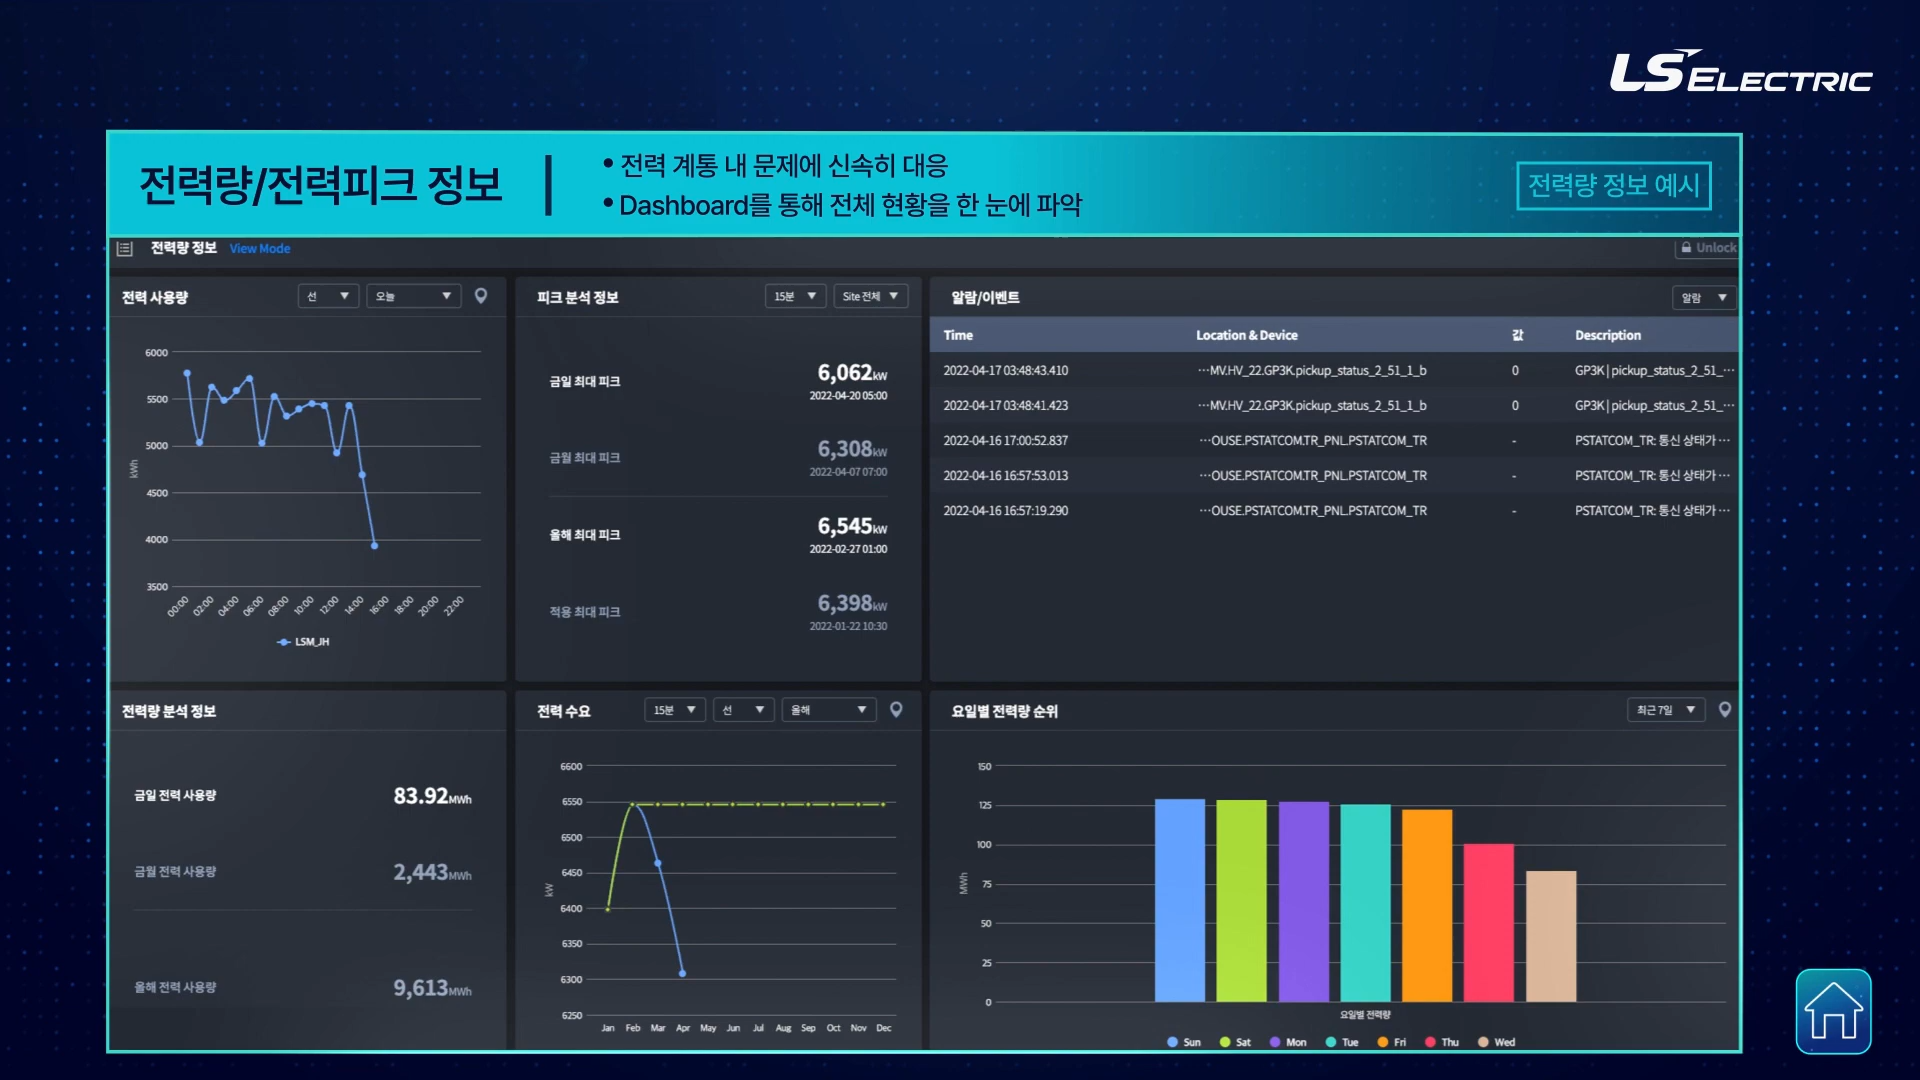 LS ELECTRIC
전력량/전력피크 정보
• 전력 계통 내 문제에 신속히 대응
• Dashboard를 통해 전체 현황을 한 눈에 파악
전력량 정보 예시
전력량 정보 View Mode
Unlock
전력 사용량 선 오늘
6000
5500
5000
4500
4000
3500
kWh
00:00 02:00 04:00 06:00 08:00 10:00 12:00 14:00 16:00 18:00 20:00 22:00
LSM_JH
피크 분석 정보 15분 Site 전체
금일 최대 피크 6,062kW
2022-04-20 05:00
금월 최대 피크 6,308kW
2022-04-07 07:00
올해 최대 피크 6,545kW
2022-02-27 01:00
적용 최대 피크 6,398kW
2022-01-22 10:30
알람/이벤트 알람
Time Location & Device 값 Description
2022-04-17 03:48:43.410 ···MV.HV_22.GP3K.pickup_status_2_51_1_b 0 GP3K | pickup_status_2_51_···
2022-04-17 03:48:41.423 ···MV.HV_22.GP3K.pickup_status_2_51_1_b 0 GP3K | pickup_status_2_51_···
2022-04-16 17:00:52.837 ···OUSE.PSTATCOM.TR_PNL.PSTATCOM_TR - PSTATCOM_TR: 통신 상태가 ···
2022-04-16 16:57:53.013 ···OUSE.PSTATCOM.TR_PNL.PSTATCOM_TR - PSTATCOM_TR: 통신 상태가 ···
2022-04-16 16:57:19.290 ···OUSE.PSTATCOM.TR_PNL.PSTATCOM_TR - PSTATCOM_TR: 통신 상태가 ···
전력량 분석 정보
금일 전력 사용량 83.92MWh
금월 전력 사용량 2,443MWh
올해 전력 사용량 9,613MWh
전력 수요 15분 선 올해
6600
6550
6500
6450
6400
6350
6300
6250
kW
Jan Feb Mar Apr May Jun Jul Aug Sep Oct Nov Dec
요일별 전력량 순위 최근 7일
150
125
100
75
50
25
0
MWh
요일별 전력량
Sun Sat Mon Tue Fri Thu Wed